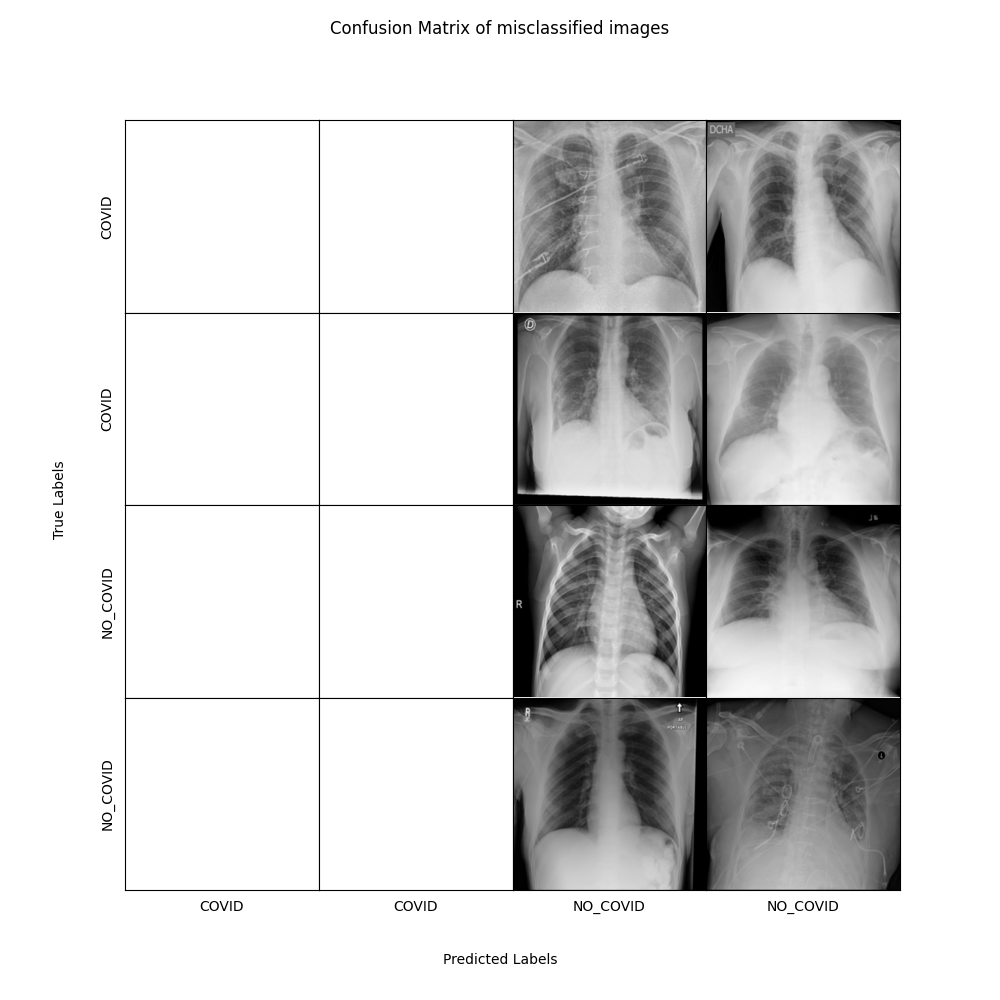 Confusion Matrix of misclassified images
COVID
DCHA
COVID
D
True Labels
NO_COVID
R
NO_COVID
R
COVID
COVID
NO_COVID
NO_COVID
Predicted Labels